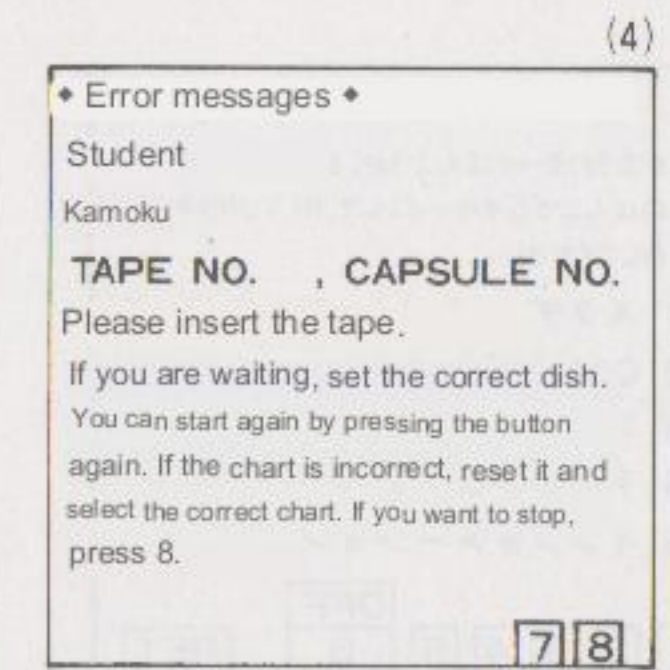 (4)
◆ Error messages ◆
Student
Kamoku
TAPE NO. , CAPSULE NO.
Please insert the tape.
If you are waiting, set the correct dish.
You can start again by pressing the button
again. If the chart is incorrect, reset it and
select the correct chart. If you want to stop,
press 8.
7 8